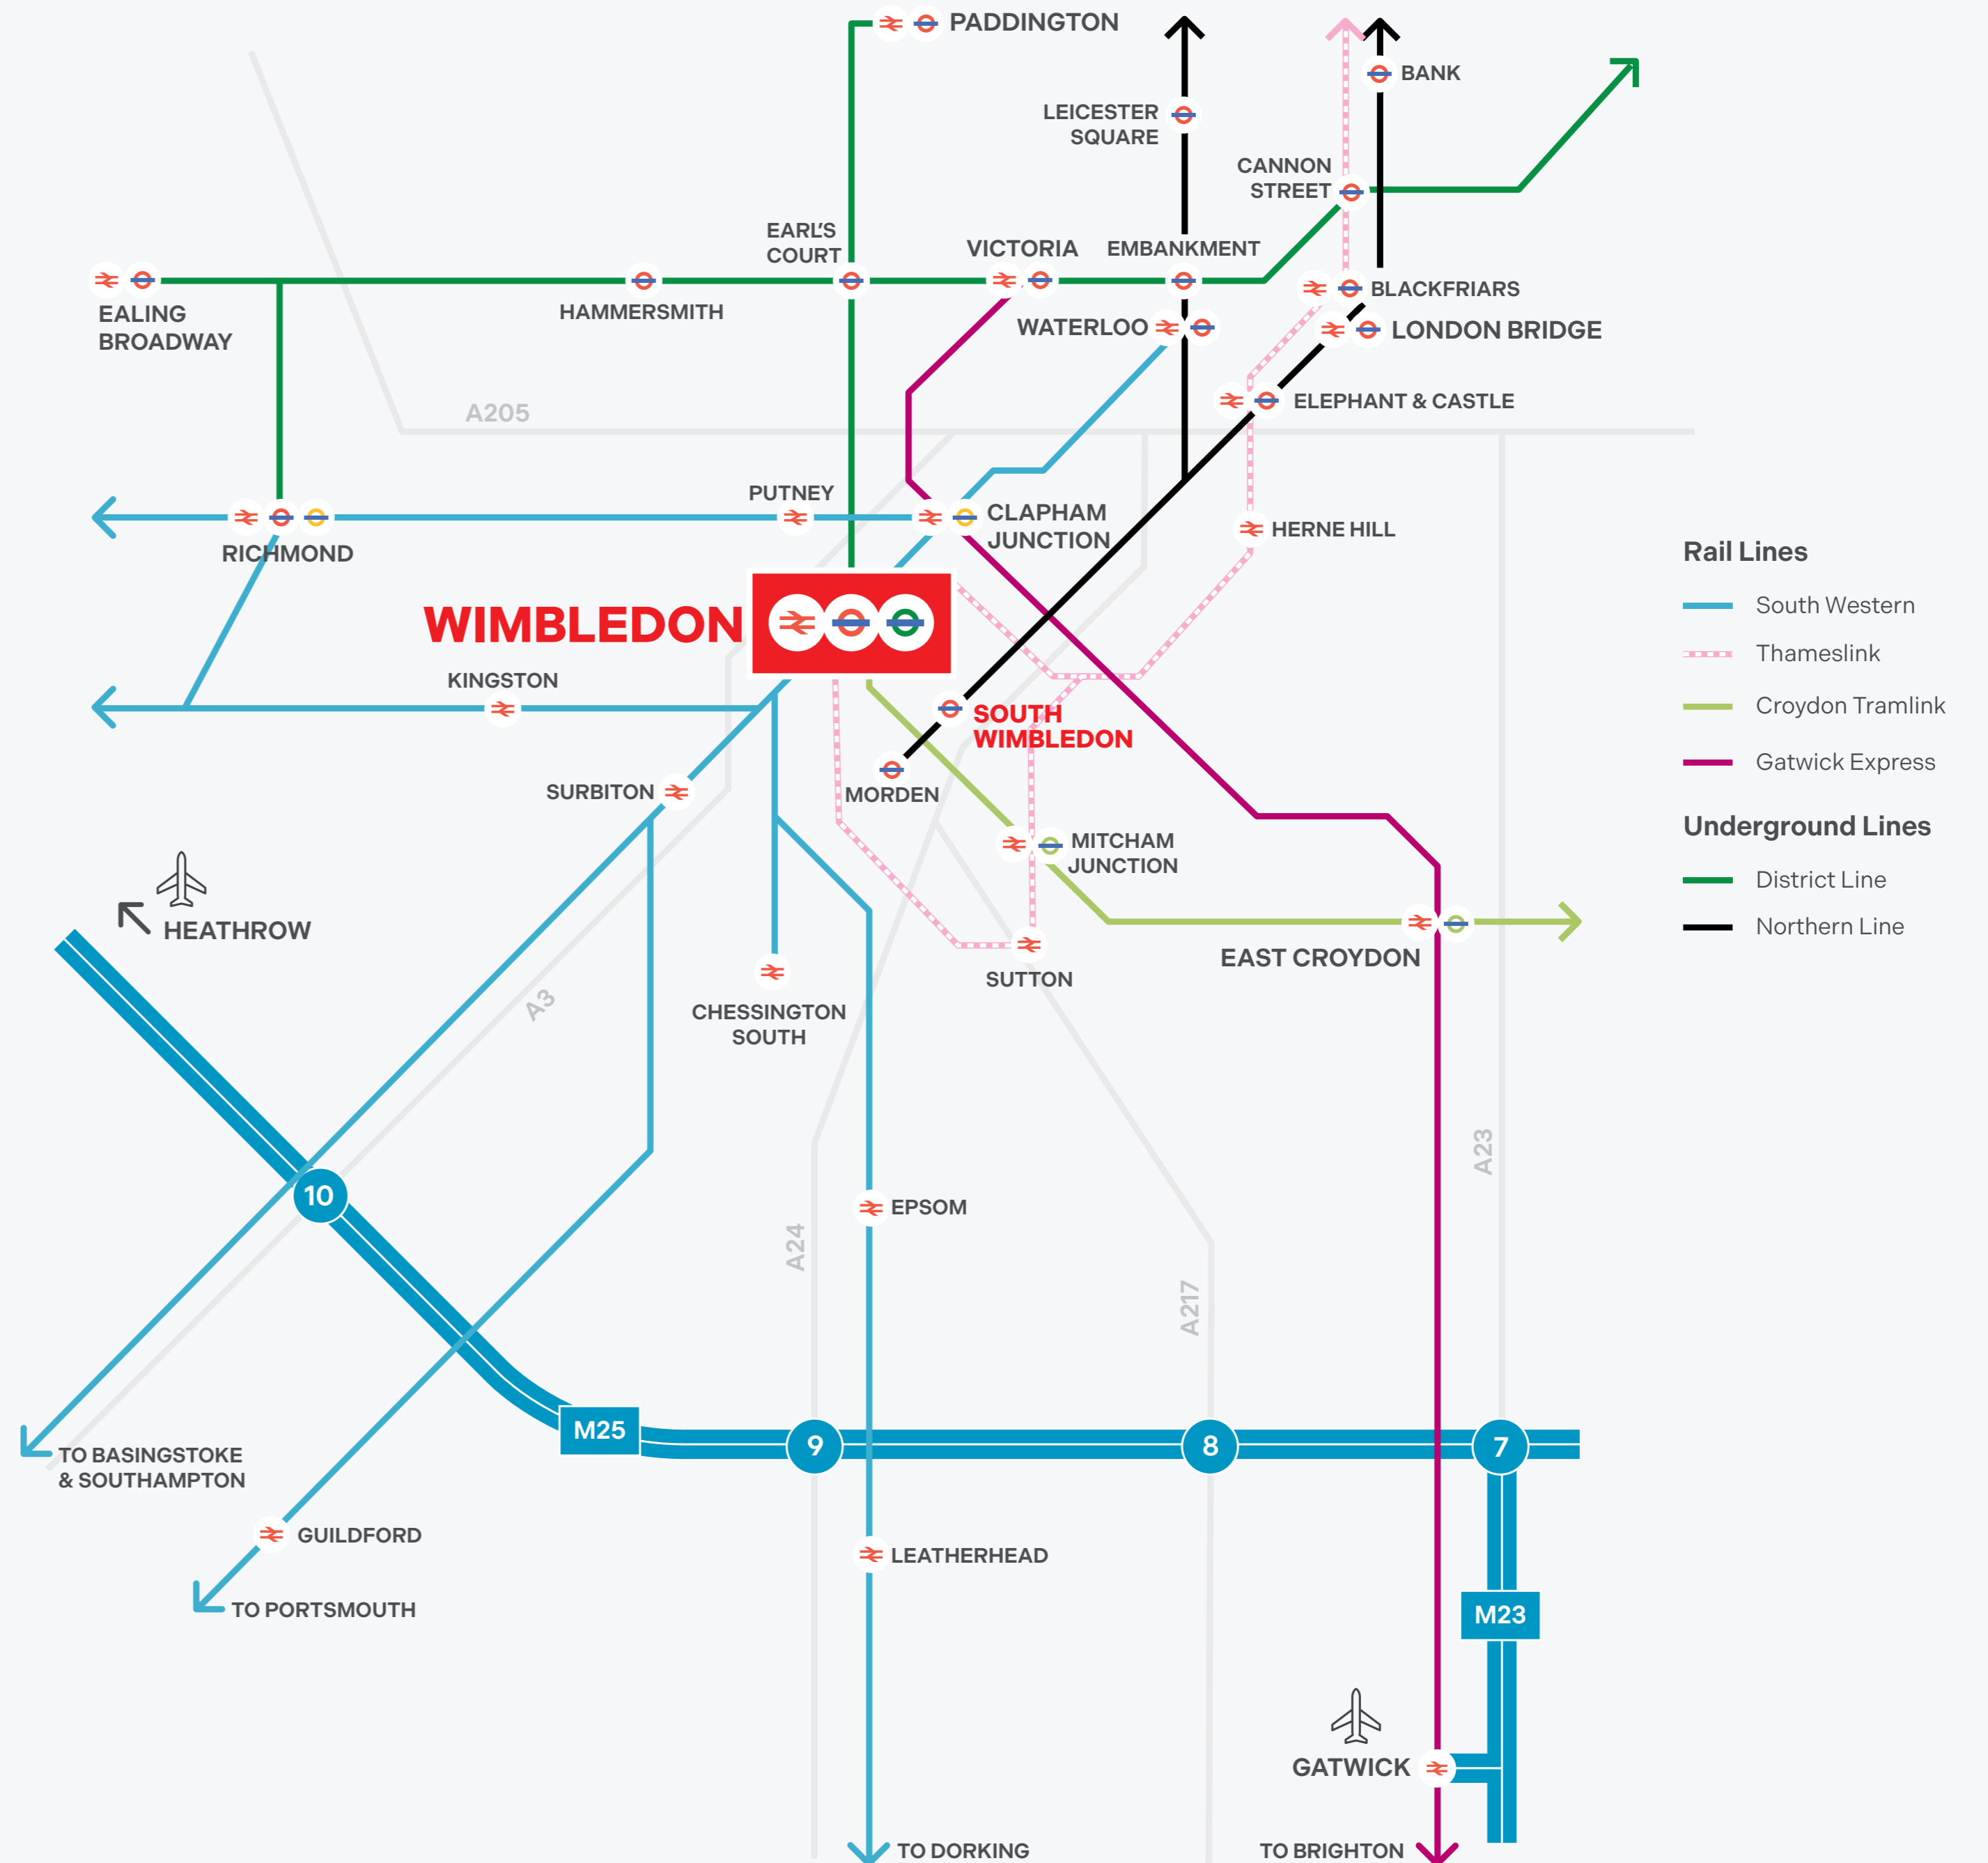 PADDINGTON
BANK
LEICESTER
SQUARE
CANNON
STREET
EARL'S
COURT
VICTORIA
EMBANKMENT
EALING
BROADWAY
HAMMERSMITH
BLACKFRIARS
WATERLOO
LONDON BRIDGE
A205
ELEPHANT & CASTLE
PUTNEY
CLAPHAM
JUNCTION
HERNE HILL
RICHMOND
WIMBLEDON
KINGSTON
SOUTH
WIMBLEDON
SURBITON
MORDEN
MITCHAM
JUNCTION
HEATHROW
A3
CHESSINGTON
SOUTH
SUTTON
EAST CROYDON
Rail Lines
South Western
Thameslink
Croydon Tramlink
Gatwick Express
Underground Lines
District Line
Northern Line
10
EPSOM
A24
A217
A23
M25
9
8
7
TO BASINGSTOKE
& SOUTHAMPTON
GUILDFORD
LEATHERHEAD
TO PORTSMOUTH
M23
GATWICK
TO DORKING
TO BRIGHTON